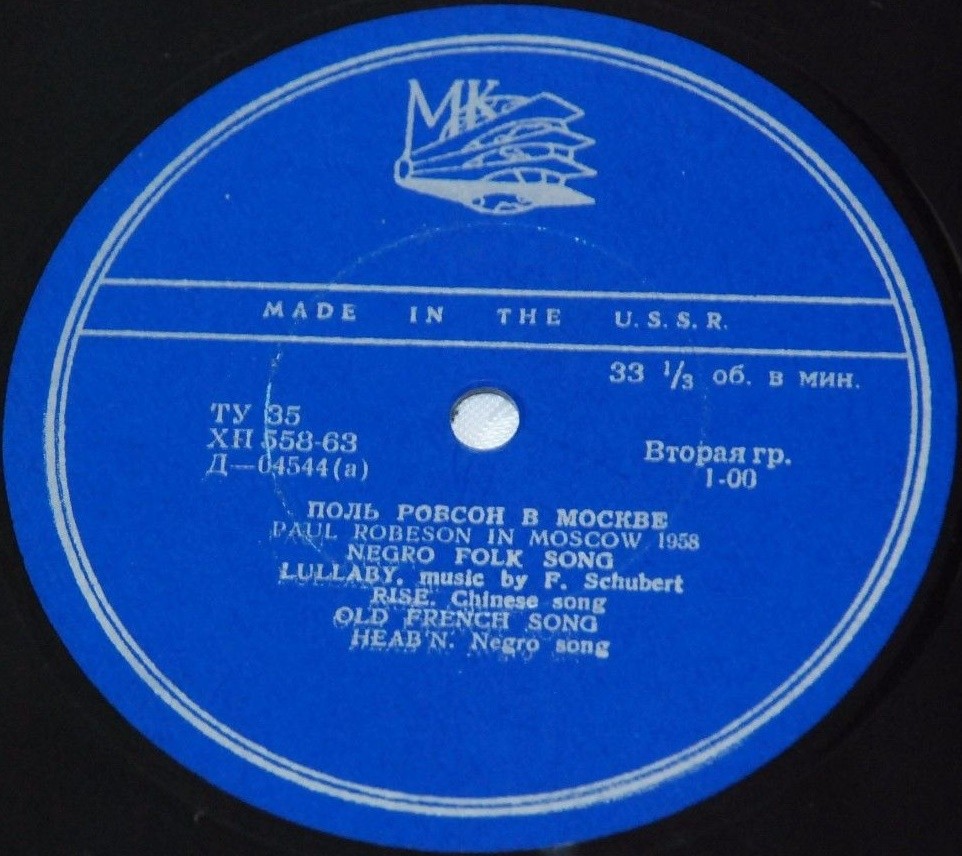 МК
MADE IN THE U.S.S.R.
33 1/3 об. в мин.
ТУ 35
ХП 558-63
Д—04544(а)
Вторая гр.
1-00
ПОЛЬ РОБСОН В МОСКВЕ
PAUL ROBESON IN MOSCOW 1958
NEGRO FOLK SONG
LULLABY. music by F. Schubert
RISE. Chinese song
OLD FRENCH SONG
HEAB'N. Negro song